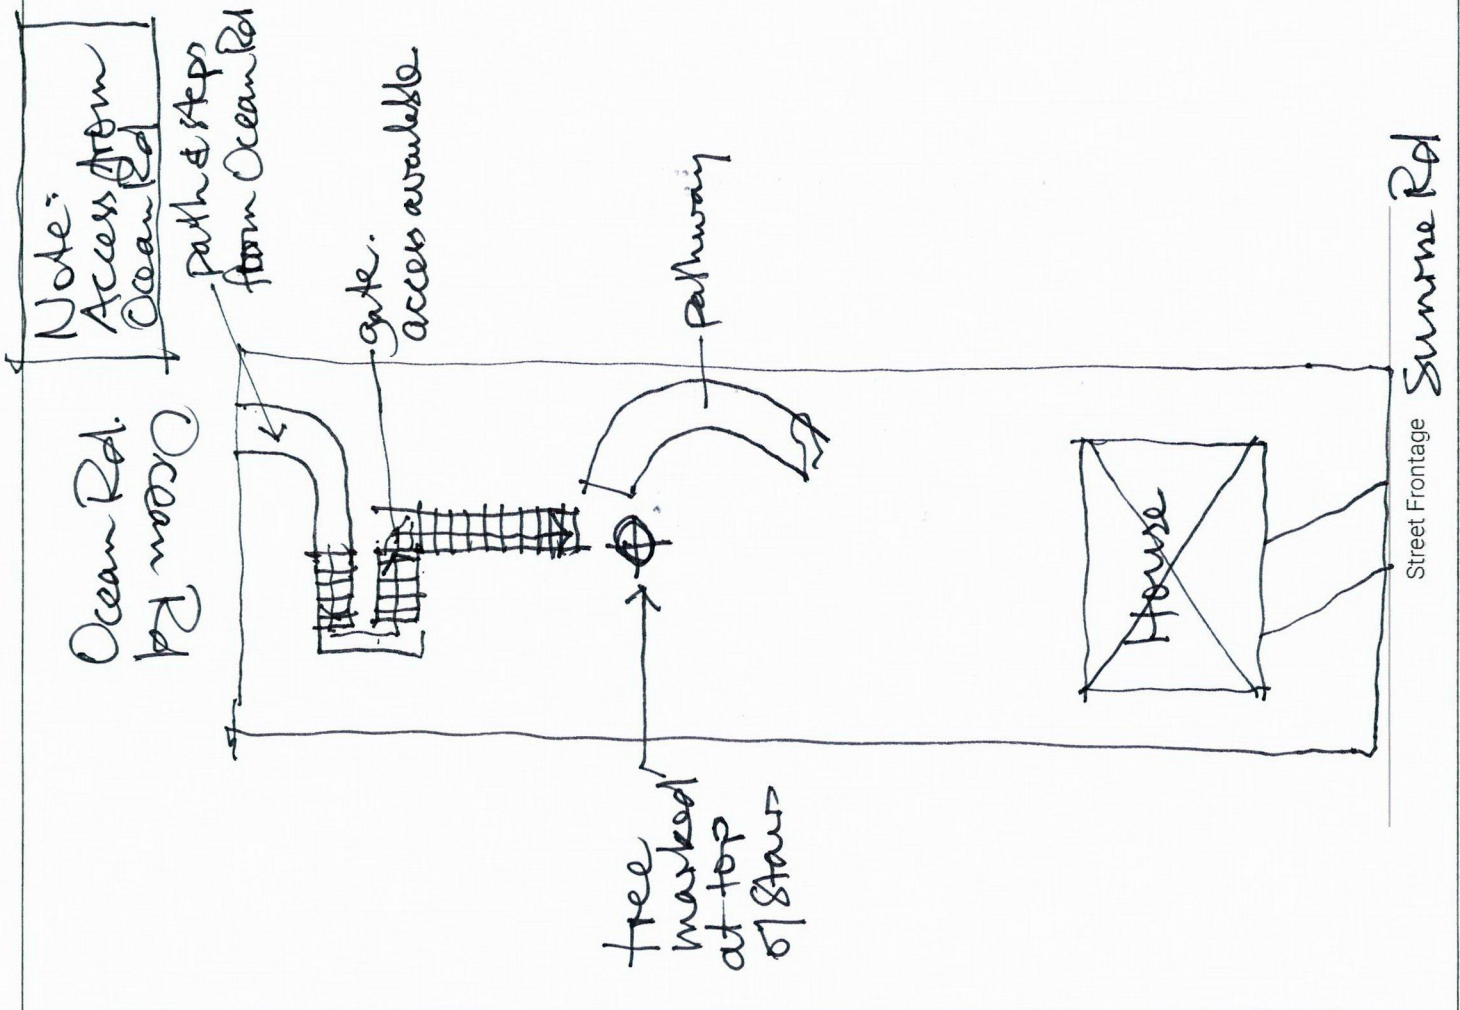 Note:
Access from
Ocean Rd
path & steps
from Ocean Rd
Ocean Rd.
Ocean Rd
gate.
access available
pathway
tree
marked
at top
of stairs
House
Street Frontage
Sunrise Rd